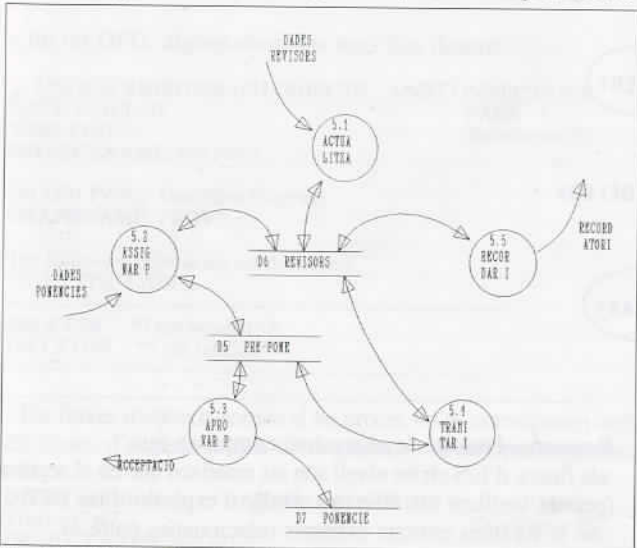 DADES
REVISORS
5.1
ACTUA
LITZA
5.2
ASSIG
NAR P
D6 REVISORS
5.5
RECOR
DAR I
RECORD
ATORI
DADES
PONENCIES
D5 PRE-PONE
5.3
APRO
VAR P
5.4
TRAMI
TAR I
ACCEPTACIO
D7 PONENCIE